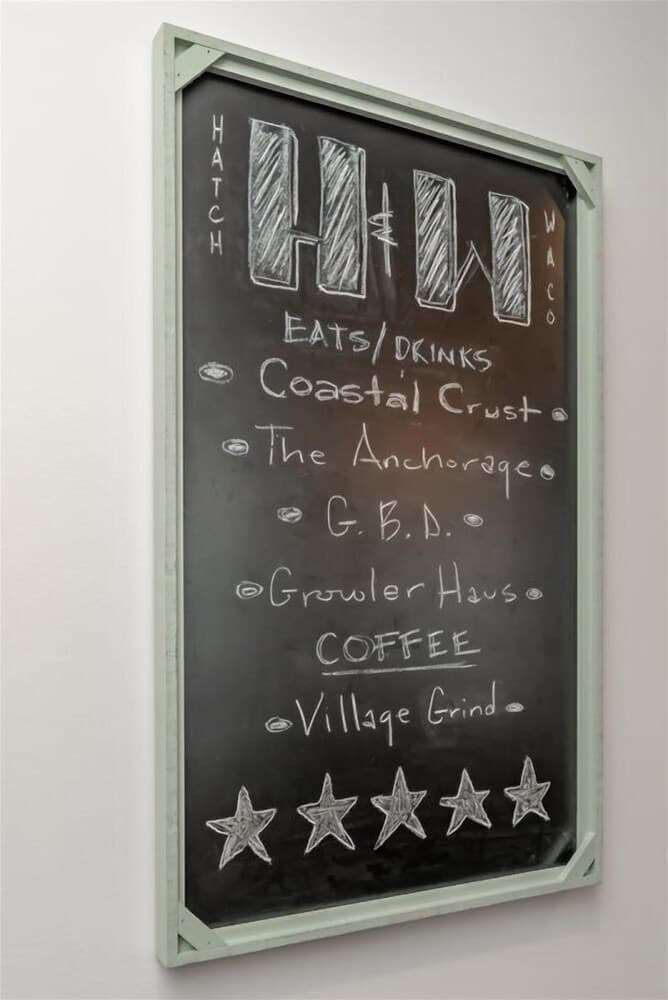 HATCH
H & W
WACO
EATS/DRINKS
Coastal Crust
The Anchorage
G.B.D.
Growler Haus
COFFEE
Village Grind